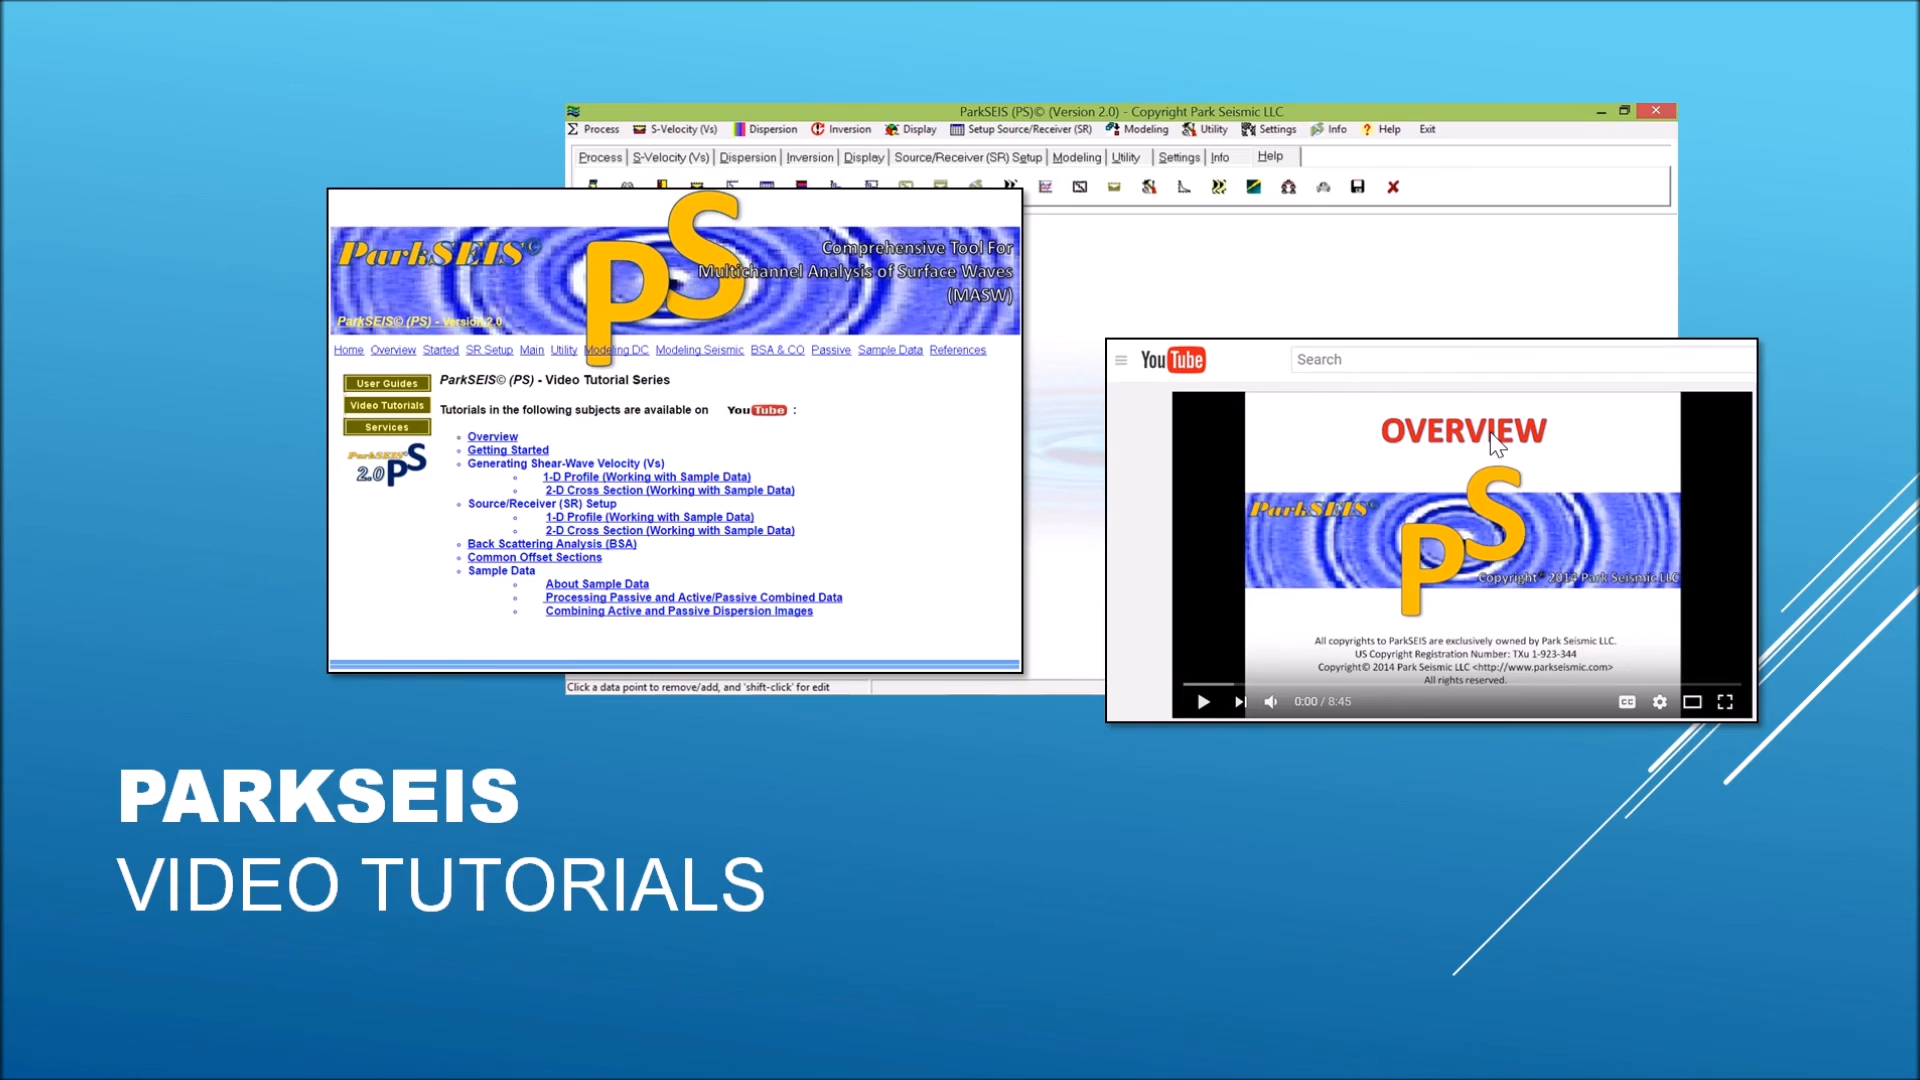 ParkSEIS (PS)© (Version 2.0) - Copyright Park Seismic LLC
Process S-Velocity (Vs) Dispersion Inversion Display Setup Source/Receiver (SR) Modeling Utility Settings Info Help Exit
Process S-Velocity (Vs) Dispersion Inversion Display Source/Receiver (SR) Setup Modeling Utility Settings Info Help
ParkSEIS©
PS
Comprehensive Tool For
Multichannel Analysis of Surface Waves
(MASW)
ParkSEIS© (PS) - Version 2.0
Home Overview Started SR Setup Main Utility Modeling DC Modeling Seismic BSA & CO Passive Sample Data References
User Guides
Video Tutorials
Services
ParkSEIS
2.0 PS
ParkSEIS© (PS) - Video Tutorial Series
Tutorials in the following subjects are available on YouTube :
Overview
Getting Started
Generating Shear-Wave Velocity (Vs)
1-D Profile (Working with Sample Data)
2-D Cross Section (Working with Sample Data)
Source/Receiver (SR) Setup
1-D Profile (Working with Sample Data)
2-D Cross Section (Working with Sample Data)
Back Scattering Analysis (BSA)
Common Offset Sections
Sample Data
About Sample Data
Processing Passive and Active/Passive Combined Data
Combining Active and Passive Dispersion Images
Click a data point to remove/add, and 'shift-click' for edit
YouTube Search
OVERVIEW
ParkSEIS©
PS
Copyright© 2014 Park Seismic LLC
All copyrights to ParkSEIS are exclusively owned by Park Seismic LLC.
US Copyright Registration Number: TXu 1-923-344
Copyright© 2014 Park Seismic LLC <http://www.parkseismic.com>
All rights reserved.
0:00 / 8:45
CC
PARKSEIS
VIDEO TUTORIALS